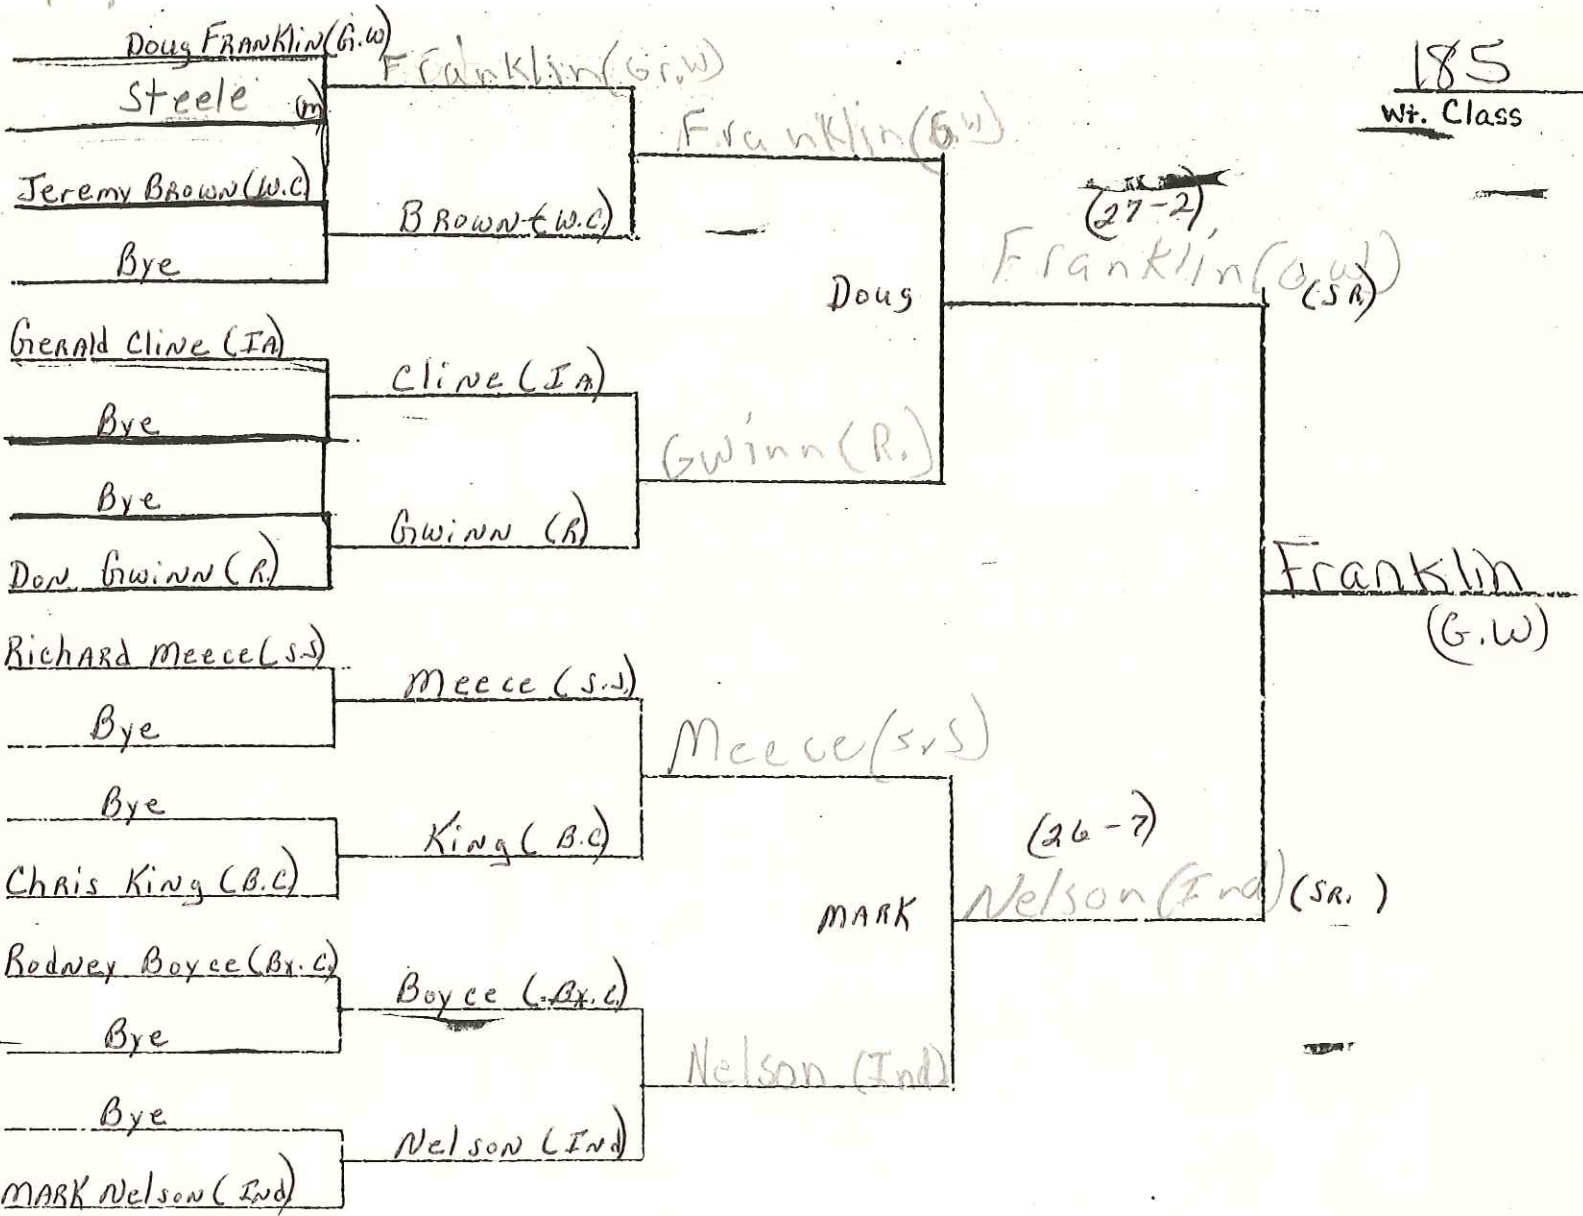 Doug Franklin (G.W)
Steele (m)
Jeremy Brown (W.C)
Bye
Gerald Cline (IA)
Bye
Bye
Don Gwinn (R.)
Richard Meece (S.S)
Bye
Bye
Chris King (B.C)
Rodney Boyce (Bx. C.)
Bye
Bye
Mark Nelson (Ind)
Franklin (Gr.W)
Brown (W.C.)
Cline (IA)
Gwinn (R)
Meece (S.S.)
King (B.C)
Boyce (Bx. C.)
Nelson (Ind)
Franklin (G.W)
Gwinn (R.)
Meece (S.S)
Nelson (Ind)
(27-2)
Doug Franklin (G.W) (SR.)
(26-7)
Mark Nelson (Ind) (SR.)
Franklin
(G.W)
185
Wt. Class